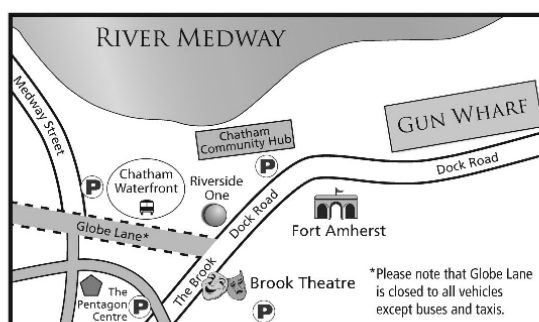 RIVER MEDWAY
Medway Street
GUN WHARF
Chatham
Community Hub
P
Dock Road
Chatham
Waterfront
P
Riverside
One
Dock Road
Fort Amherst
Globe Lane*
The Brook
Brook Theatre
P
The
Pentagon
Centre
P
*Please note that Globe Lane
is closed to all vehicles
except buses and taxis.